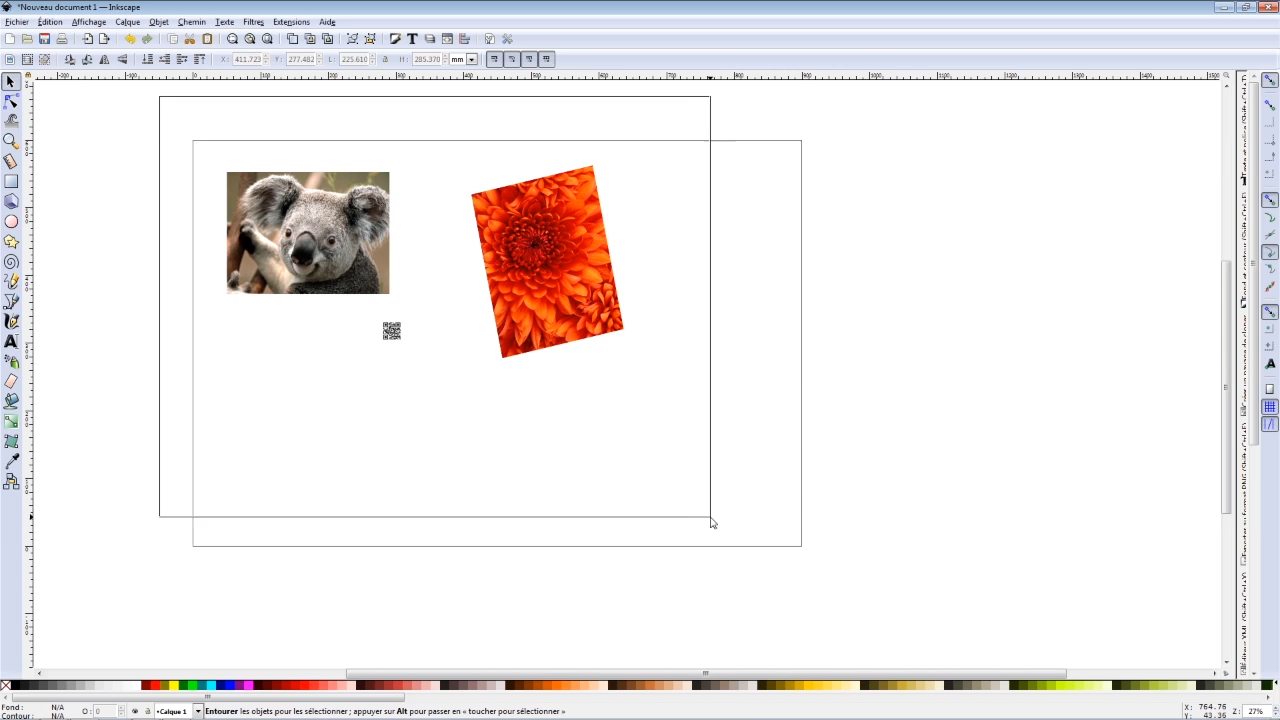 *Nouveau document 1 — Inkscape
Fichier Édition Affichage Calque Objet Chemin Texte Filtres Extensions Aide
X: 411.723 Y: 277.482 L: 225.610 H: 285.370 mm
Fond : N/A O: 0 •Calque 1 Entourer les objets pour les sélectionner ; appuyer sur Alt pour passer en « toucher pour sélectionner » X: 764.76 Z: 27%
Contour : N/A Y: 43.36